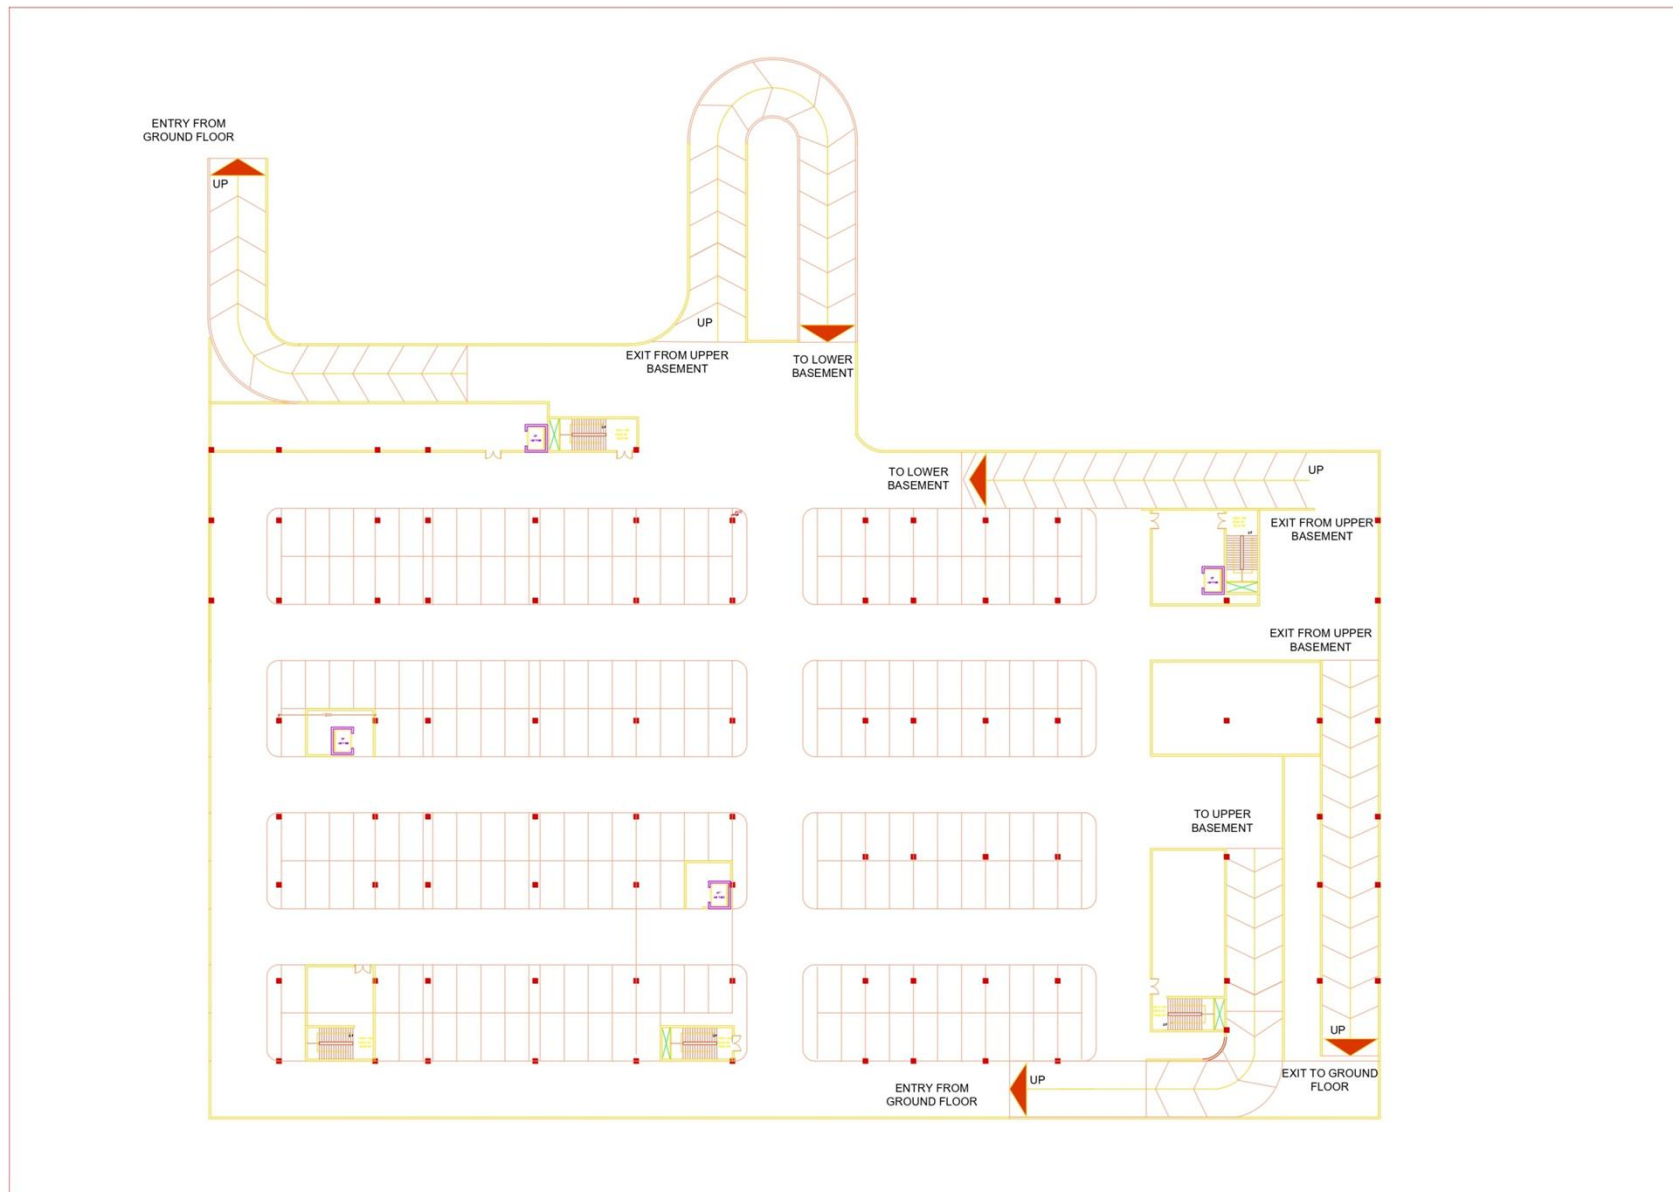 ENTRY FROM
GROUND FLOOR
UP
UP
EXIT FROM UPPER
BASEMENT
TO LOWER
BASEMENT
TO LOWER
BASEMENT
UP
EXIT FROM UPPER
BASEMENT
EXIT FROM UPPER
BASEMENT
TO UPPER
BASEMENT
UP
EXIT TO GROUND
FLOOR
UP
ENTRY FROM
GROUND FLOOR